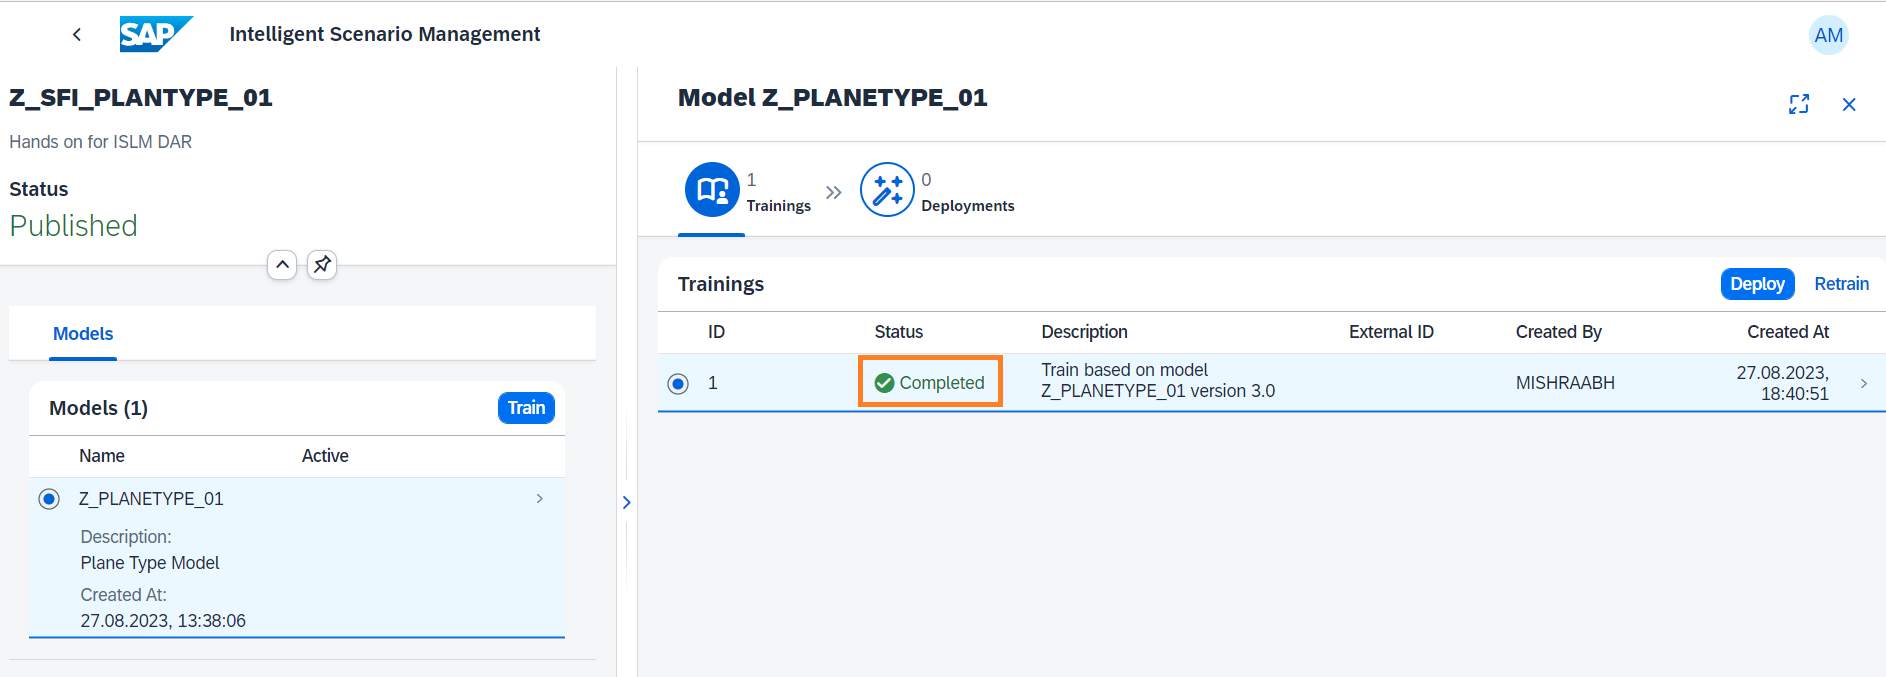 SAP
Intelligent Scenario Management
AM
Z_SFI_PLANTYPE_01
Hands on for ISLM DAR
Status
Published
Models
Models (1)
Train
Name Active
Z_PLANETYPE_01
Description:
Plane Type Model
Created At:
27.08.2023, 13:38:06
Model Z_PLANETYPE_01
1
Trainings
0
Deployments
Trainings
Deploy Retrain
ID Status Description External ID Created By Created At
1 Completed Train based on model MISHRAABH 27.08.2023,
Z_PLANETYPE_01 version 3.0 18:40:51